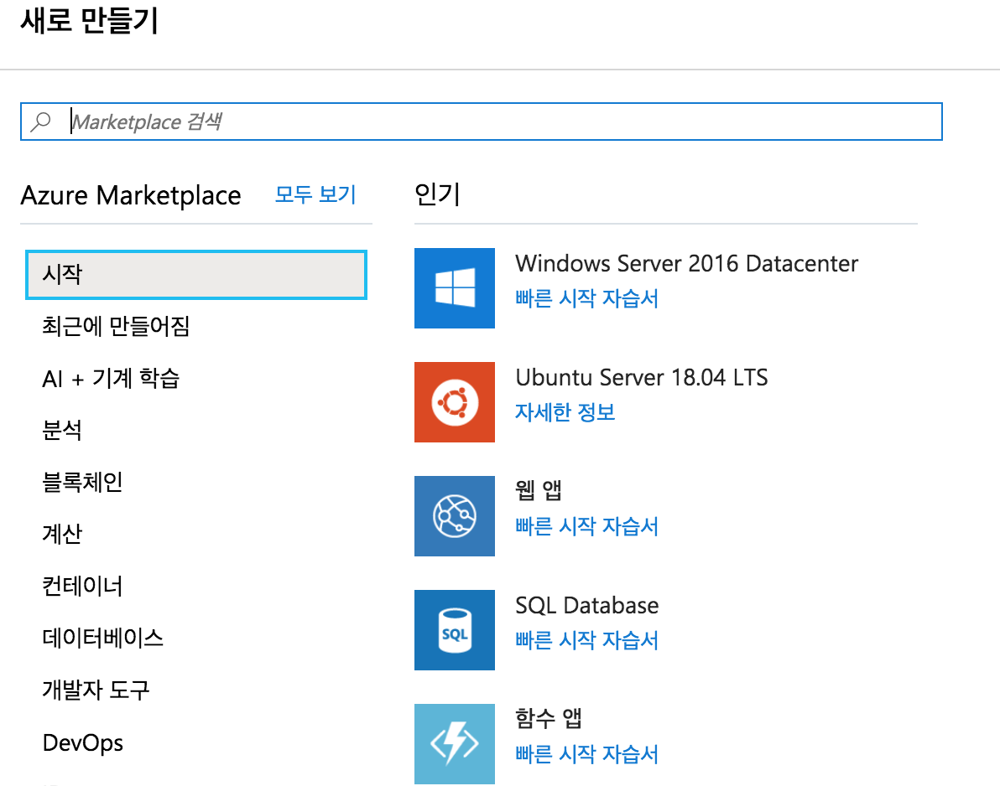 새로 만들기
Marketplace 검색
Azure Marketplace 모두 보기
시작
최근에 만들어짐
AI + 기계 학습
분석
블록체인
계산
컨테이너
데이터베이스
개발자 도구
DevOps
인기
Windows Server 2016 Datacenter
빠른 시작 자습서
Ubuntu Server 18.04 LTS
자세한 정보
웹 앱
빠른 시작 자습서
SQL
SQL Database
빠른 시작 자습서
함수 앱
빠른 시작 자습서